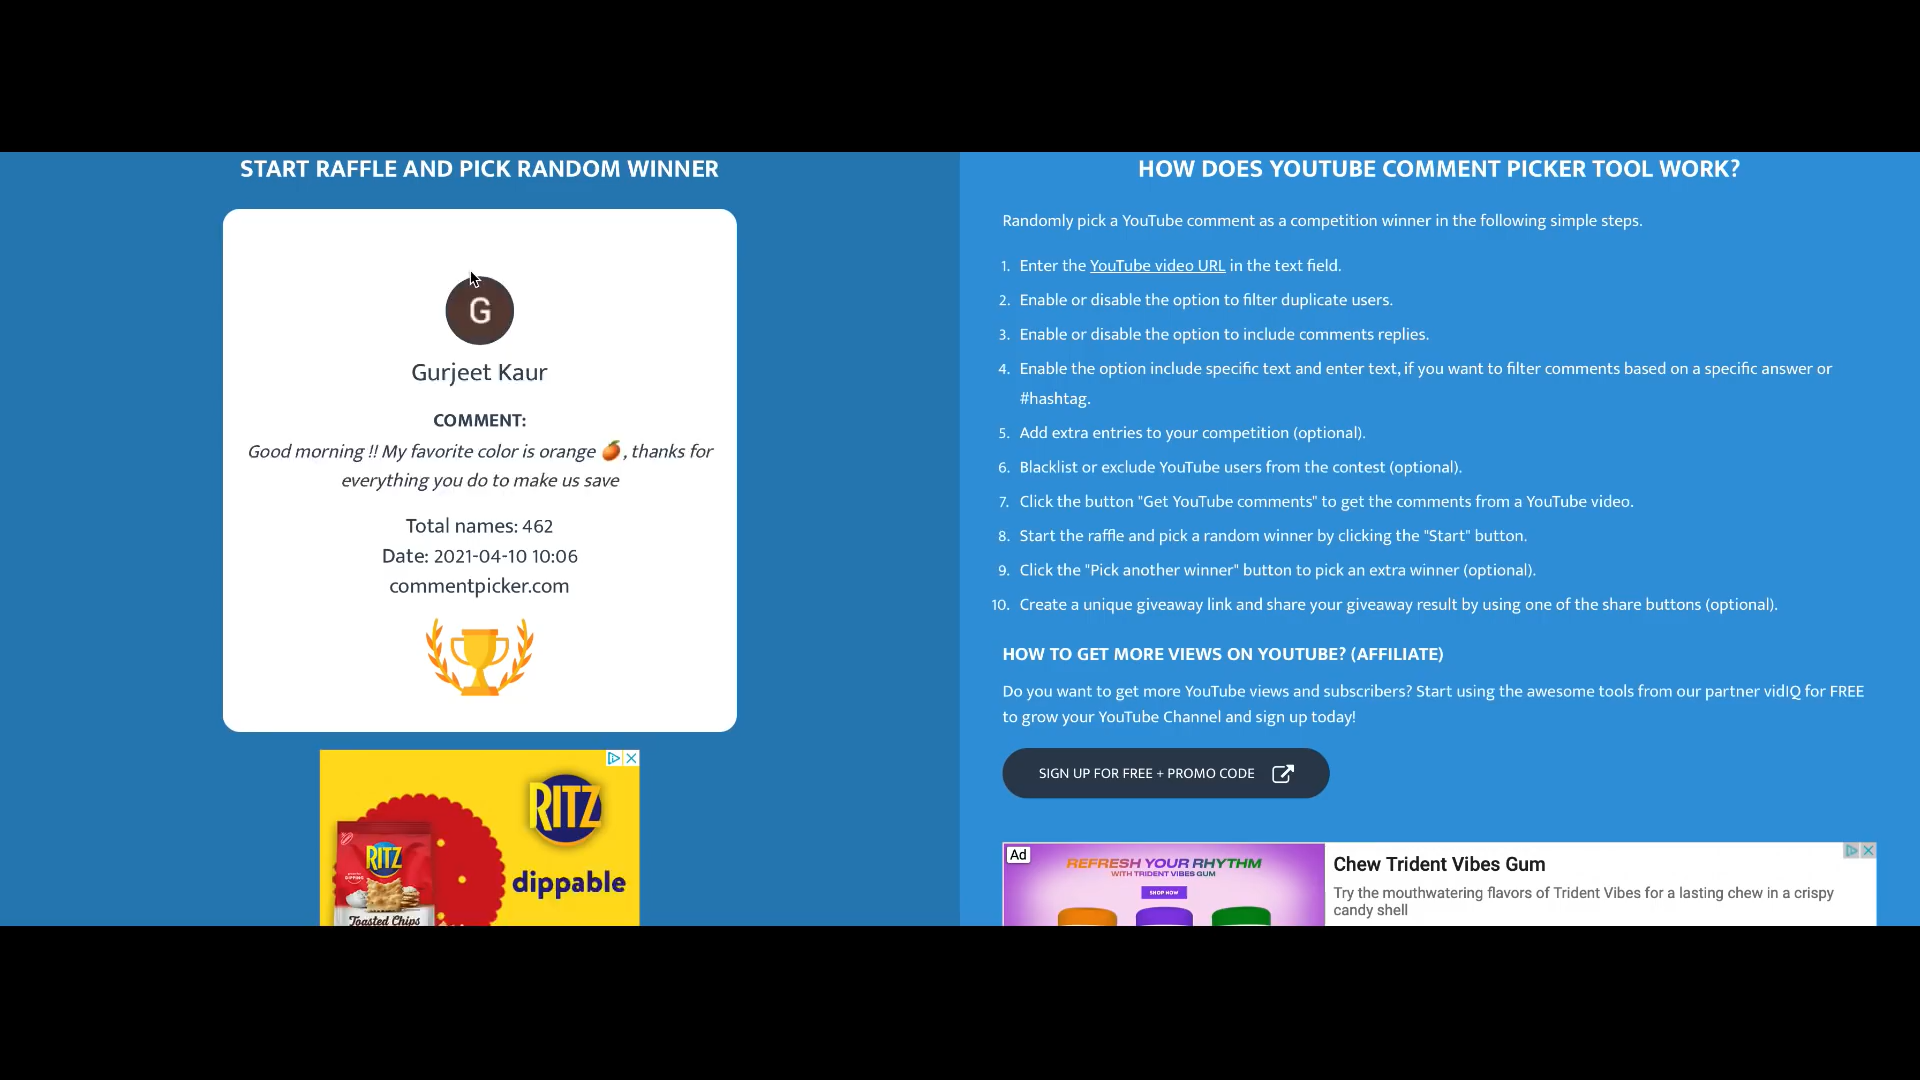 START RAFFLE AND PICK RANDOM WINNER
G
Gurjeet Kaur
COMMENT:
Good morning !! My favorite color is orange 🍊, thanks for
everything you do to make us save
Total names: 462
Date: 2021-04-10 10:06
commentpicker.com
RITZ
dippable
RITZ
Toasted Chips
HOW DOES YOUTUBE COMMENT PICKER TOOL WORK?
Randomly pick a YouTube comment as a competition winner in the following simple steps.
1. Enter the YouTube video URL in the text field.
2. Enable or disable the option to filter duplicate users.
3. Enable or disable the option to include comments replies.
4. Enable the option include specific text and enter text, if you want to filter comments based on a specific answer or
#hashtag.
5. Add extra entries to your competition (optional).
6. Blacklist or exclude YouTube users from the contest (optional).
7. Click the button "Get YouTube comments" to get the comments from a YouTube video.
8. Start the raffle and pick a random winner by clicking the "Start" button.
9. Click the "Pick another winner" button to pick an extra winner (optional).
10. Create a unique giveaway link and share your giveaway result by using one of the share buttons (optional).
HOW TO GET MORE VIEWS ON YOUTUBE? (AFFILIATE)
Do you want to get more YouTube views and subscribers? Start using the awesome tools from our partner vidIQ for FREE
to grow your YouTube Channel and sign up today!
SIGN UP FOR FREE + PROMO CODE
Ad
REFRESH YOUR RHYTHM
WITH TRIDENT VIBES GUM
SHOP NOW
Chew Trident Vibes Gum
Try the mouthwatering flavors of Trident Vibes for a lasting chew in a crispy
candy shell